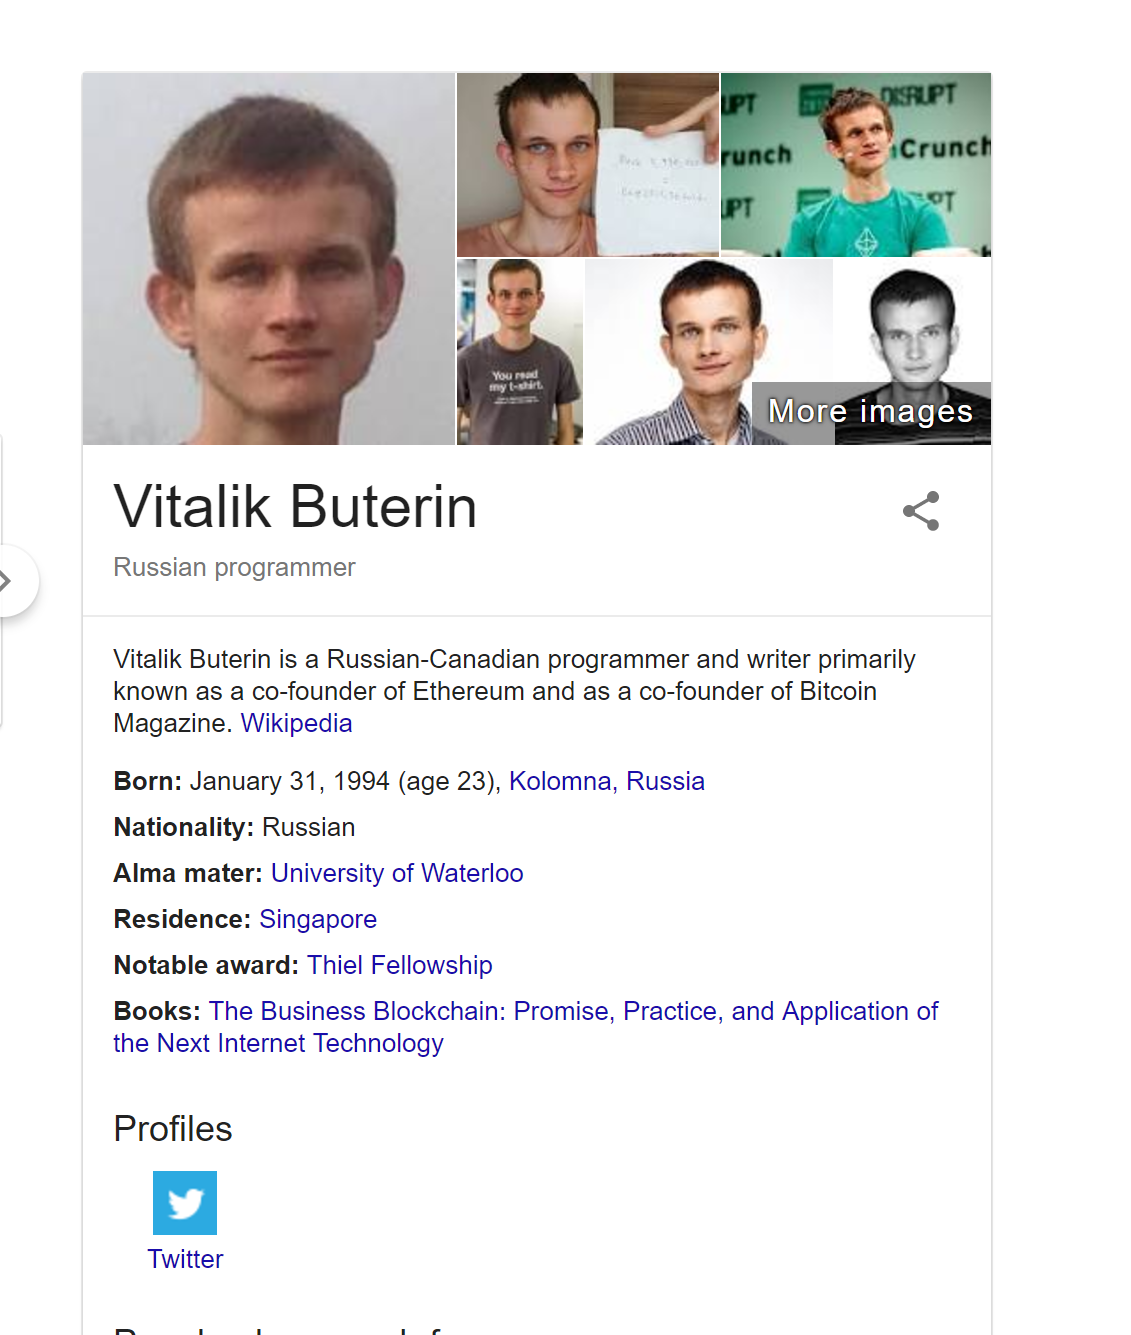 UPT
DISRUPT
runch
Crunch
UPT
PT
You read
my t-shirt.
More images
Vitalik Buterin
Russian programmer
Vitalik Buterin is a Russian-Canadian programmer and writer primarily
known as a co-founder of Ethereum and as a co-founder of Bitcoin
Magazine. Wikipedia
Born: January 31, 1994 (age 23), Kolomna, Russia
Nationality: Russian
Alma mater: University of Waterloo
Residence: Singapore
Notable award: Thiel Fellowship
Books: The Business Blockchain: Promise, Practice, and Application of
the Next Internet Technology
Profiles
Twitter